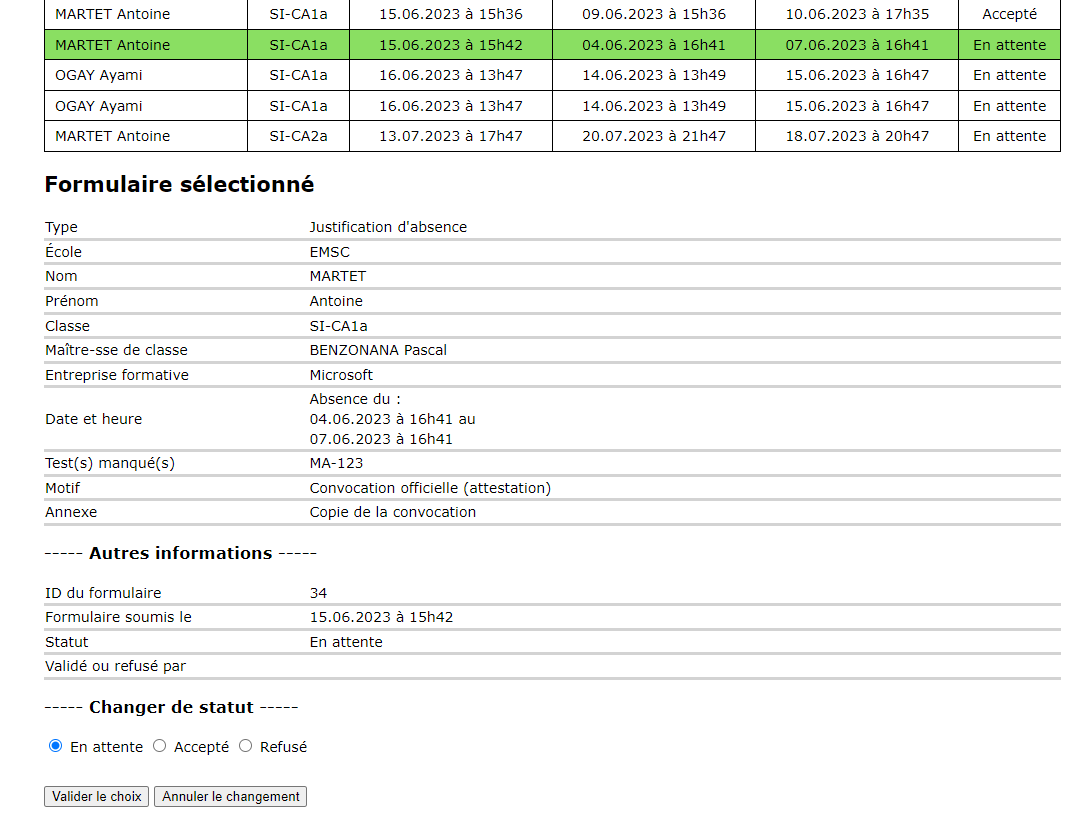 MARTET Antoine SI-CA1a 15.06.2023 à 15h36 09.06.2023 à 15h36 10.06.2023 à 17h35 Accepté
MARTET Antoine SI-CA1a 15.06.2023 à 15h42 04.06.2023 à 16h41 07.06.2023 à 16h41 En attente
OGAY Ayami SI-CA1a 16.06.2023 à 13h47 14.06.2023 à 13h49 15.06.2023 à 16h47 En attente
OGAY Ayami SI-CA1a 16.06.2023 à 13h47 14.06.2023 à 13h49 15.06.2023 à 16h47 En attente
MARTET Antoine SI-CA2a 13.07.2023 à 17h47 20.07.2023 à 21h47 18.07.2023 à 20h47 En attente
Formulaire sélectionné
Type Justification d'absence
École EMSC
Nom MARTET
Prénom Antoine
Classe SI-CA1a
Maître-sse de classe BENZONANA Pascal
Entreprise formative Microsoft
Date et heure Absence du :
04.06.2023 à 16h41 au
07.06.2023 à 16h41
Test(s) manqué(s) MA-123
Motif Convocation officielle (attestation)
Annexe Copie de la convocation
----- Autres informations -----
ID du formulaire 34
Formulaire soumis le 15.06.2023 à 15h42
Statut En attente
Validé ou refusé par
----- Changer de statut -----
En attente Accepté Refusé
Valider le choix Annuler le changement